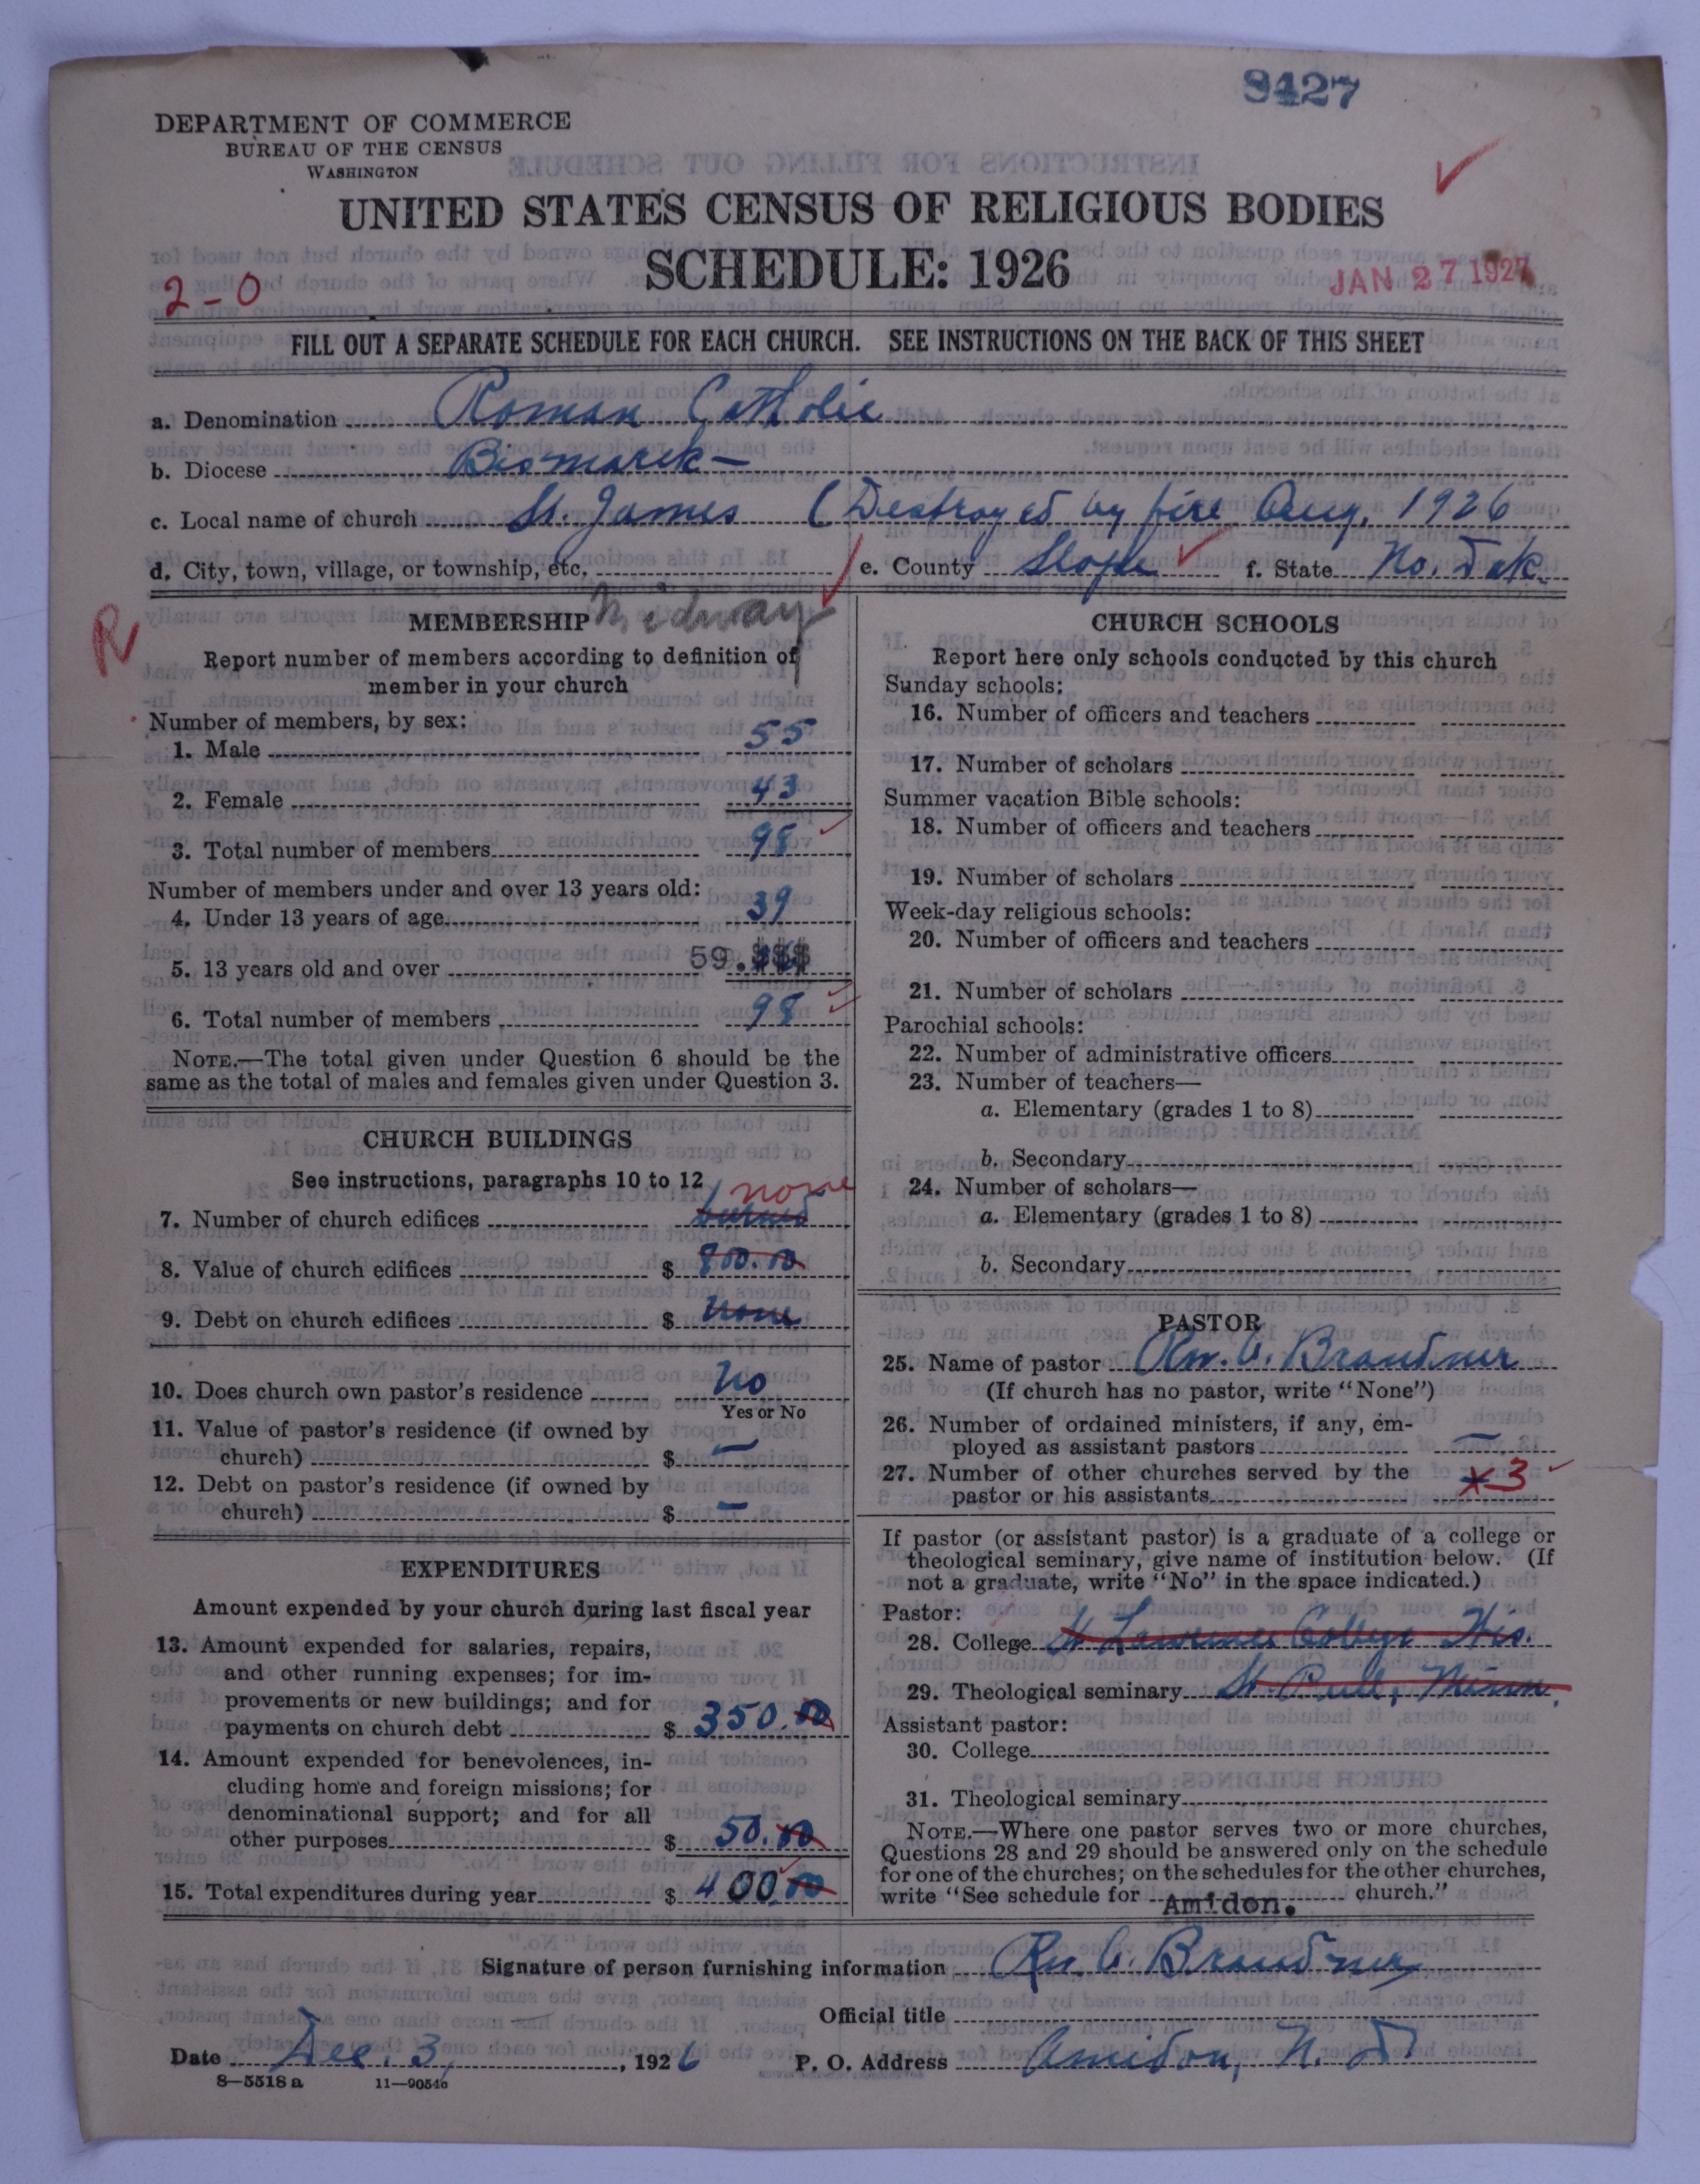 8427
DEPARTMENT OF COMMERCE
BUREAU OF THE CENSUS
WASHINGTON
UNITED STATES CENSUS OF RELIGIOUS BODIES
SCHEDULE: 1926
2-0
JAN 27 1927
FILL OUT A SEPARATE SCHEDULE FOR EACH CHURCH. SEE INSTRUCTIONS ON THE BACK OF THIS SHEET
a. Denomination Roman Catholic
b. Diocese Bismarck-
c. Local name of church St. James (Destroyed by fire Aug. 1926
d. City, town, village, or township, etc. e. County Slope f. State No. Dak.
R
MEMBERSHIP Midway
Report number of members according to definition of
member in your church
Number of members, by sex:
1. Male 55
2. Female 43
3. Total number of members 98
Number of members under and over 13 years old:
4. Under 13 years of age 39
5. 13 years old and over 59.
6. Total number of members 98
NOTE.—The total given under Question 6 should be the
same as the total of males and females given under Question 3.
CHURCH BUILDINGS
See instructions, paragraphs 10 to 12
7. Number of church edifices burned none
8. Value of church edifices $ 800.00
9. Debt on church edifices $ none
10. Does church own pastor's residence No
Yes or No
11. Value of pastor's residence (if owned by
church) $ —
12. Debt on pastor's residence (if owned by
church) $ —
EXPENDITURES
Amount expended by your church during last fiscal year
13. Amount expended for salaries, repairs,
and other running expenses; for im-
provements or new buildings; and for
payments on church debt $ 350.00
14. Amount expended for benevolences, in-
cluding home and foreign missions; for
denominational support; and for all
other purposes $ 50.00
15. Total expenditures during year $ 400.00
CHURCH SCHOOLS
Report here only schools conducted by this church
Sunday schools:
16. Number of officers and teachers
17. Number of scholars
Summer vacation Bible schools:
18. Number of officers and teachers
19. Number of scholars
Week-day religious schools:
20. Number of officers and teachers
21. Number of scholars
Parochial schools:
22. Number of administrative officers
23. Number of teachers—
a. Elementary (grades 1 to 8)
b. Secondary
24. Number of scholars—
a. Elementary (grades 1 to 8)
b. Secondary
PASTOR
25. Name of pastor Rev. C. Brandner
(If church has no pastor, write "None")
26. Number of ordained ministers, if any, em-
ployed as assistant pastors —
27. Number of other churches served by the
pastor or his assistants 3
If pastor (or assistant pastor) is a graduate of a college or
theological seminary, give name of institution below. (If
not a graduate, write "No" in the space indicated.)
Pastor:
28. College St Lawrence College Wis.
29. Theological seminary St. Paul, Minn.
Assistant pastor:
30. College
31. Theological seminary
NOTE.—Where one pastor serves two or more churches,
Questions 28 and 29 should be answered only on the schedule
for one of the churches; on the schedules for the other churches,
write "See schedule for Amidon. church."
Signature of person furnishing information Rev. C. Brandner
Official title
Date Dec. 3, 1926 P. O. Address Amidon, N. D.
8—5518 a 11—9054a